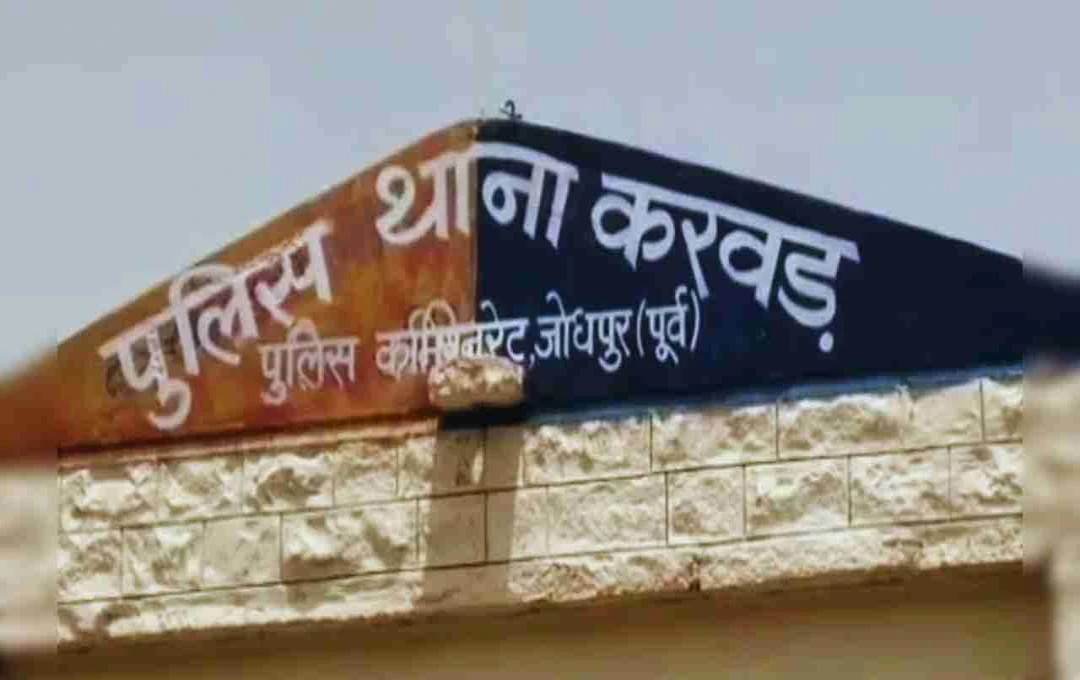 पुलिस थाना करवड़
पुलिस कमिश्नरेट,जोधपुर(पूर्व)